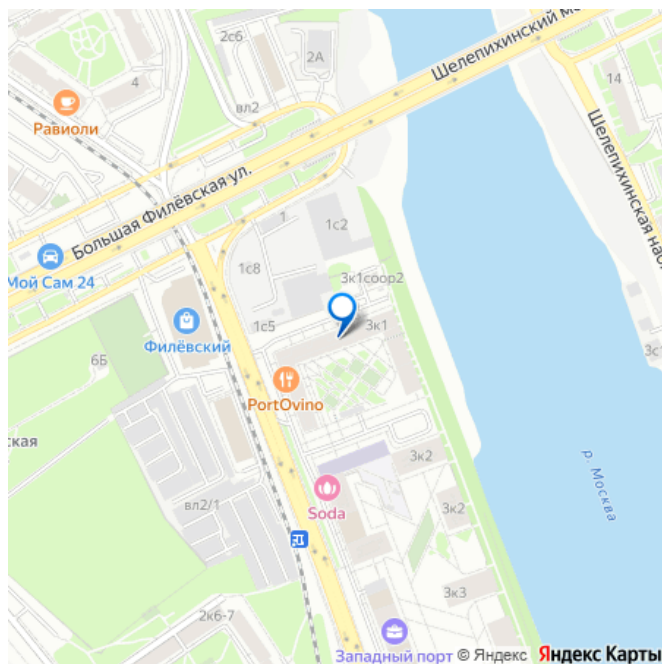 2с6
2А
Шелепихинский мо
4
вл2
14
Равиоли
Шелепихинская наб.
Большая Филёвская ул.
1
1с2
Мой Сам 24
1с8
3к1соор2
1с5
3к1
Филёвский
6Б
3с1
PortOvino
ская
3к2
р. Москва
Soda
вл2/1
3к2
3к3
2к6-7
Западный порт
© Яндекс Яндекс Карты